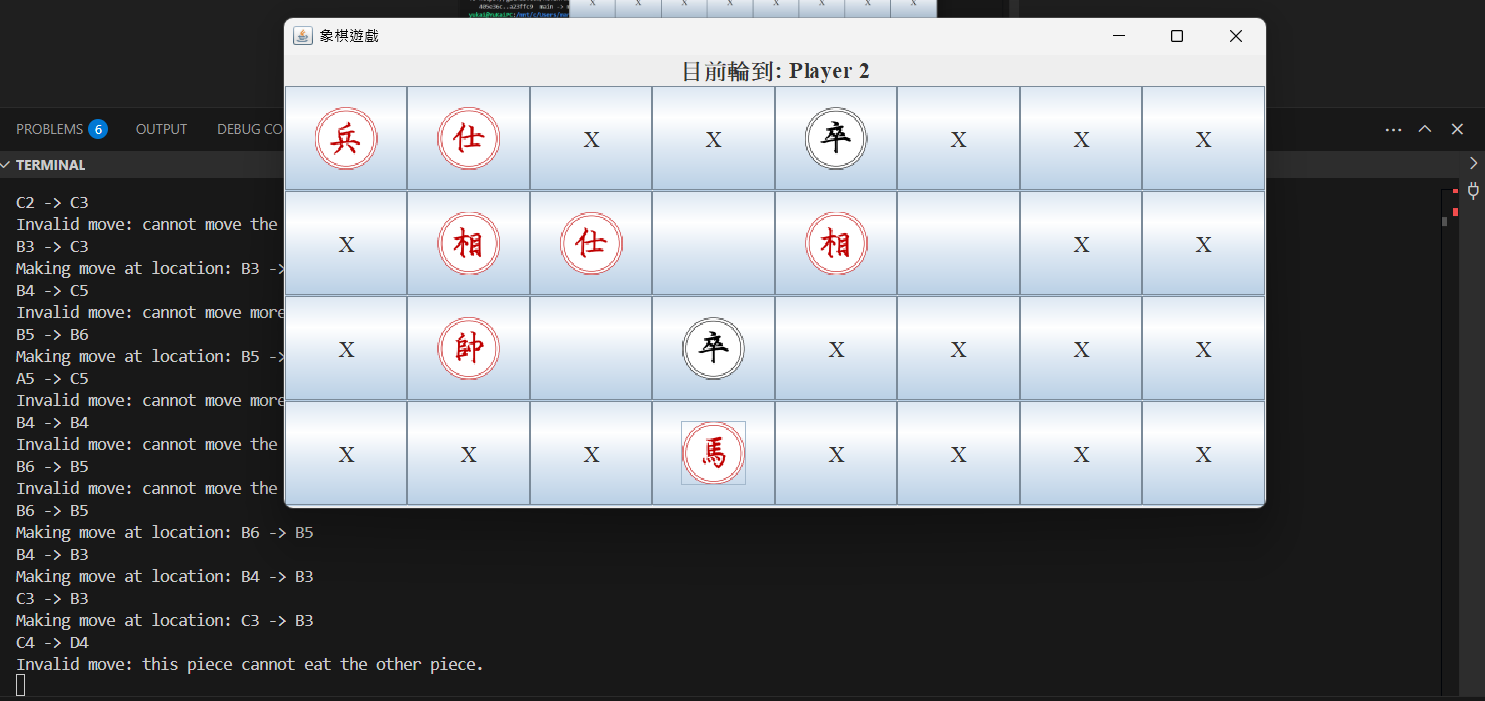 405e36c..a23ffc9 main -> m
象棋遊戲
目前輪到: Player 2
兵 仕 X X 卒 X X X
X 相 仕 相 X X
X 帥 卒 X X X X
X X X 馬 X X X X
PROBLEMS 6 OUTPUT DEBUG CO
TERMINAL
C2 -> C3
Invalid move: cannot move the
B3 -> C3
Making move at location: B3 ->
B4 -> C5
Invalid move: cannot move more
B5 -> B6
Making move at location: B5 ->
A5 -> C5
Invalid move: cannot move more
B4 -> B4
Invalid move: cannot move the
B6 -> B5
Invalid move: cannot move the
B6 -> B5
Making move at location: B6 -> B5
B4 -> B3
Making move at location: B4 -> B3
C3 -> B3
Making move at location: C3 -> B3
C4 -> D4
Invalid move: this piece cannot eat the other piece.